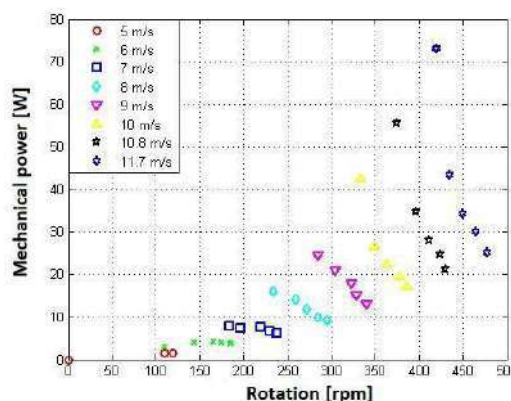 80
70
60
50
40
30
20
10
0
Mechanical power [W]
5 m/s
6 m/s
7 m/s
8 m/s
9 m/s
10 m/s
10.8 m/s
11.7 m/s
0 50 100 150 200 250 300 350 400 450 500
Rotation [rpm]